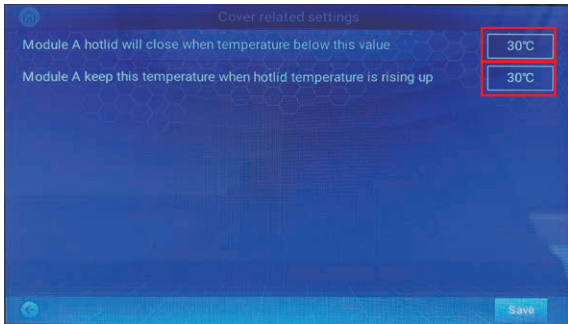 Cover related settings
Module A hotlid will close when temperature below this value
30℃
Module A keep this temperature when hotlid temperature is rising up
30℃
Save